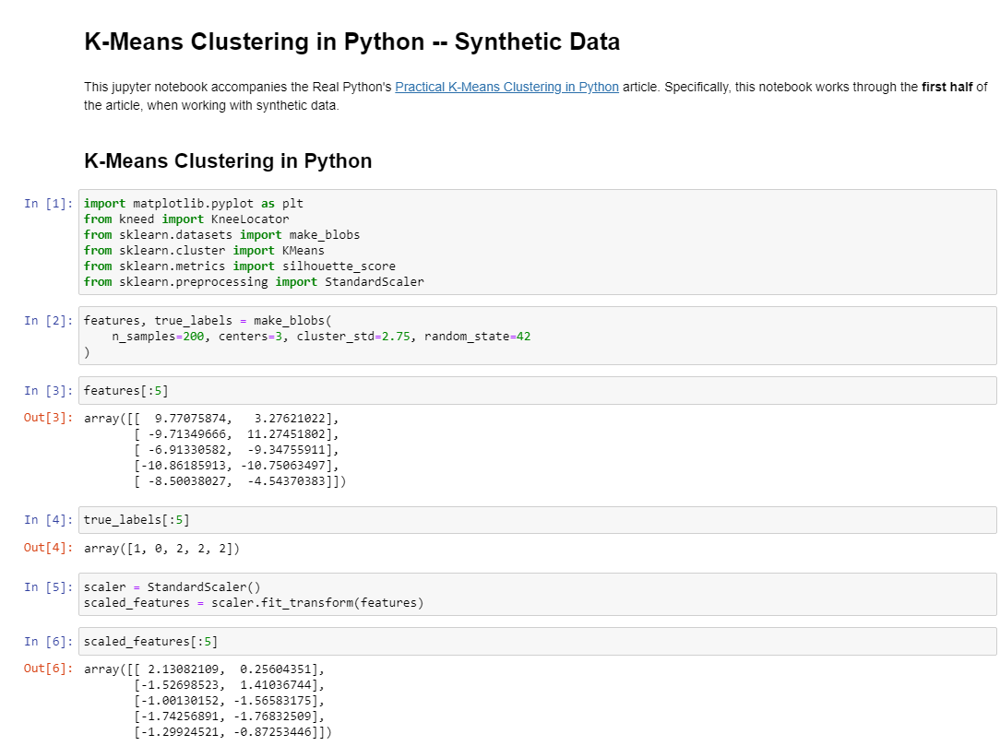 K-Means Clustering in Python -- Synthetic Data
This jupyter notebook accompanies the Real Python's Practical K-Means Clustering in Python article. Specifically, this notebook works through the first half of
the article, when working with synthetic data.
K-Means Clustering in Python
In [1]: import matplotlib.pyplot as plt
from kneed import KneeLocator
from sklearn.datasets import make_blobs
from sklearn.cluster import KMeans
from sklearn.metrics import silhouette_score
from sklearn.preprocessing import StandardScaler
In [2]: features, true_labels = make_blobs(
    n_samples=200, centers=3, cluster_std=2.75, random_state=42
)
In [3]: features[:5]
Out[3]: array([[  9.77075874,   3.27621022],
       [ -9.71349666,  11.27451802],
       [ -6.91330582,  -9.34755911],
       [-10.86185913, -10.75063497],
       [ -8.50038027,  -4.54370383]])
In [4]: true_labels[:5]
Out[4]: array([1, 0, 2, 2, 2])
In [5]: scaler = StandardScaler()
scaled_features = scaler.fit_transform(features)
In [6]: scaled_features[:5]
Out[6]: array([[ 2.13082109,  0.25604351],
       [-1.52698523,  1.41036744],
       [-1.00130152, -1.56583175],
       [-1.74256891, -1.76832509],
       [-1.29924521, -0.87253446]])